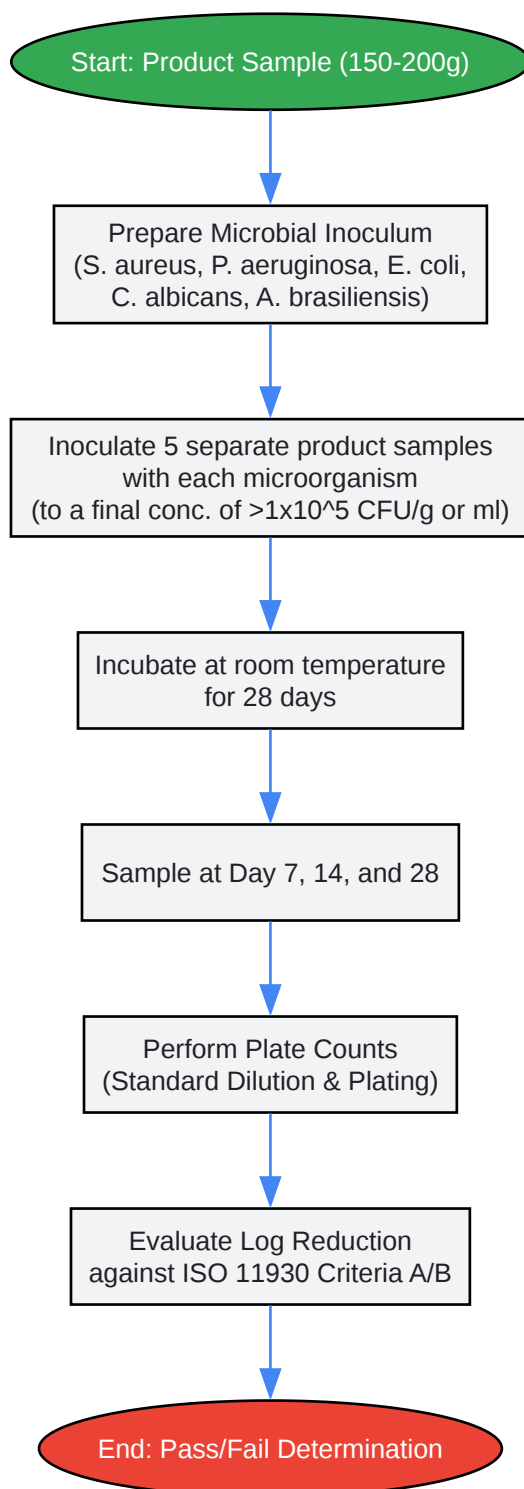 Start: Product Sample (150-200g)
Prepare Microbial Inoculum
(S. aureus, P. aeruginosa, E. coli,
C. albicans, A. brasiliensis)
Inoculate 5 separate product samples
with each microorganism
(to a final conc. of >1x10^5 CFU/g or ml)
Incubate at room temperature
for 28 days
Sample at Day 7, 14, and 28
Perform Plate Counts
(Standard Dilution & Plating)
Evaluate Log Reduction
against ISO 11930 Criteria A/B
End: Pass/Fail Determination